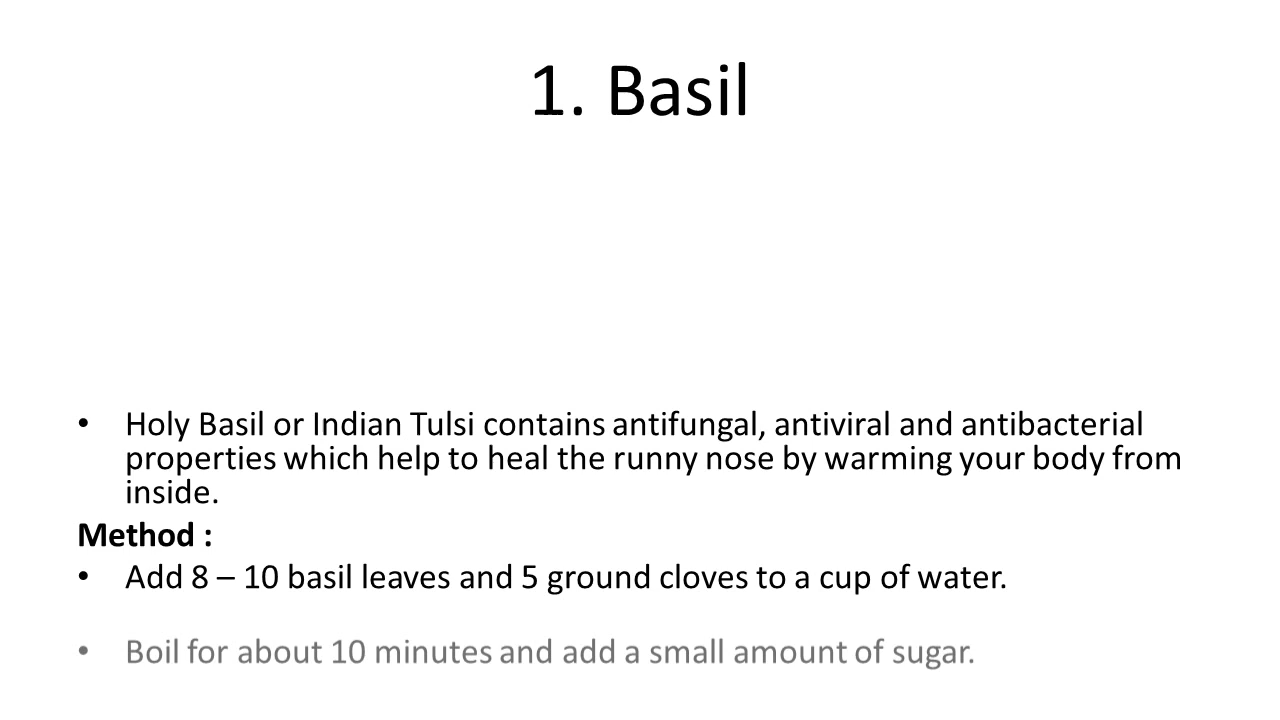 1. Basil
• Holy Basil or Indian Tulsi contains antifungal, antiviral and antibacterial
properties which help to heal the runny nose by warming your body from
inside.
Method :
• Add 8 – 10 basil leaves and 5 ground cloves to a cup of water.
• Boil for about 10 minutes and add a small amount of sugar.